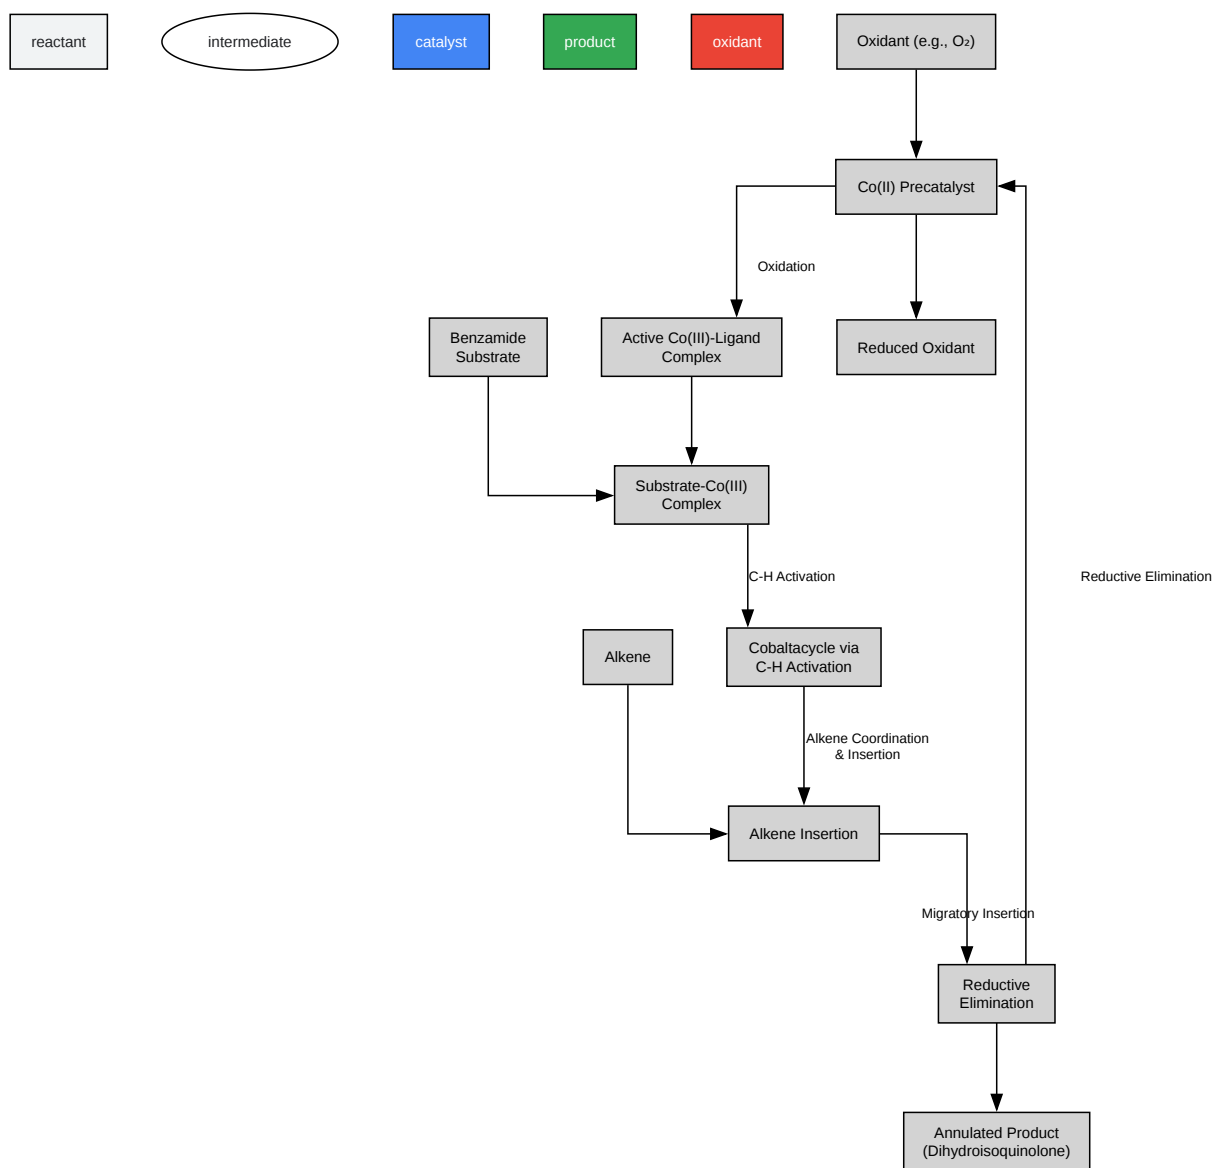 reactant
intermediate
catalyst
product
oxidant
Oxidant (e.g., O₂)
Co(II) Precatalyst
Oxidation
Benzamide
Substrate
Active Co(III)-Ligand
Complex
Reduced Oxidant
Substrate-Co(III)
Complex
C-H Activation
Reductive Elimination
Alkene
Cobaltacycle via
C-H Activation
Alkene Coordination
& Insertion
Alkene Insertion
Migratory Insertion
Reductive
Elimination
Annulated Product
(Dihydroisoquinolone)